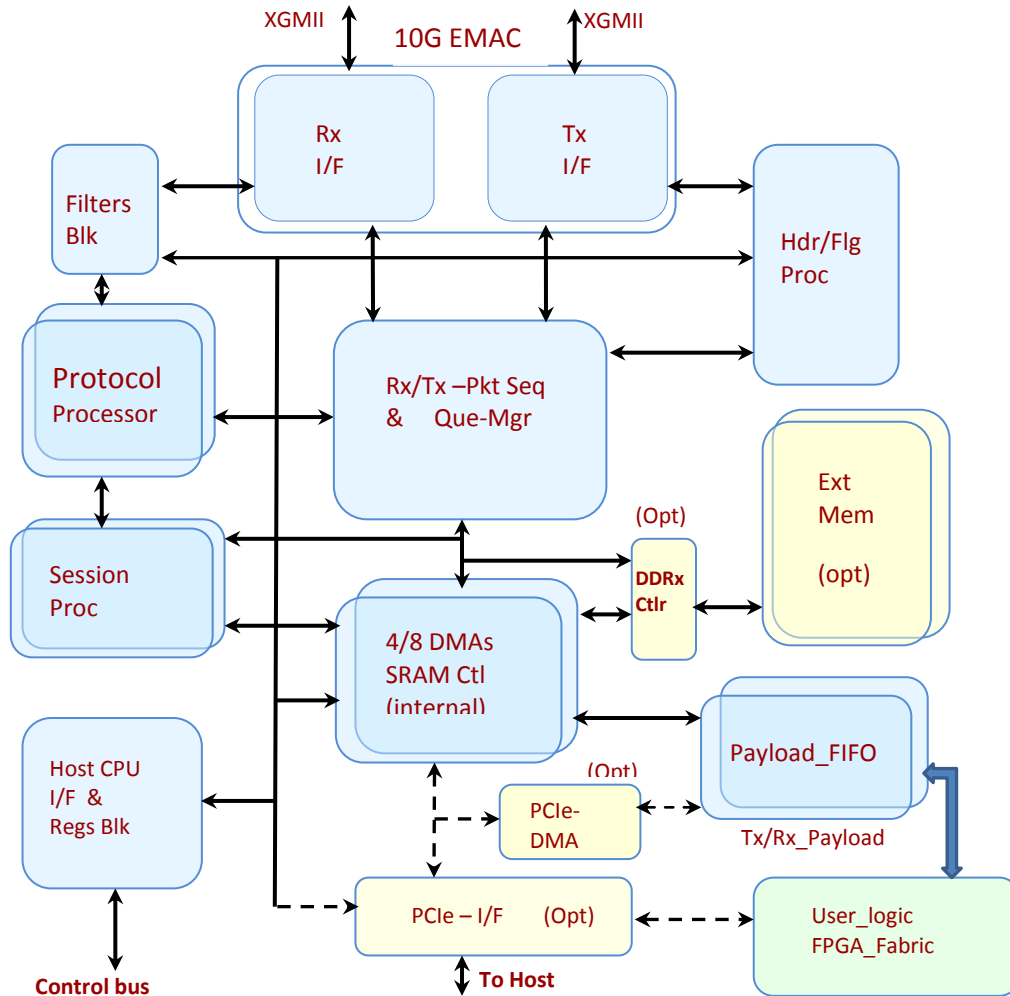 XGMII
XGMII
10G EMAC
Rx
I/F
Tx
I/F
Filters
Blk
Hdr/Flg
Proc
Protocol
Processor
Rx/Tx –Pkt Seq
& Que-Mgr
Ext
Mem
(opt)
(Opt)
DDRx
Ctlr
Session
Proc
4/8 DMAs
SRAM Ctl
(internal)
Payload_FIFO
Host CPU
I/F &
Regs Blk
(Opt)
PCIe-
DMA
Tx/Rx_Payload
PCIe – I/F (Opt)
User_logic
FPGA_Fabric
Control bus
To Host